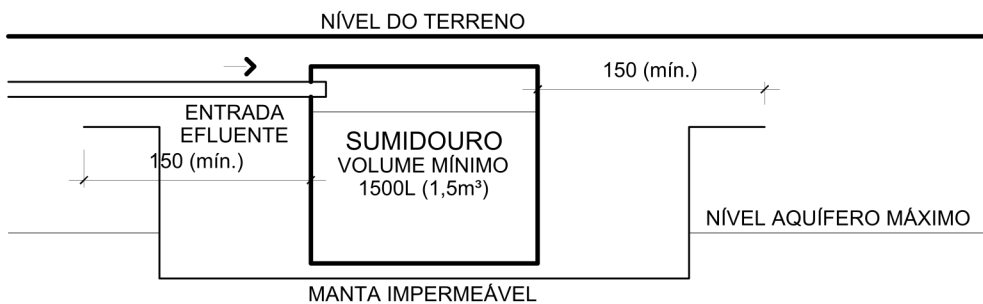 NÍVEL DO TERRENO
150 (mín.)
ENTRADA
EFLUENTE
150 (mín.)
SUMIDOURO
VOLUME MÍNIMO
1500L (1,5m³)
NÍVEL AQUÍFERO MÁXIMO
MANTA IMPERMEÁVEL